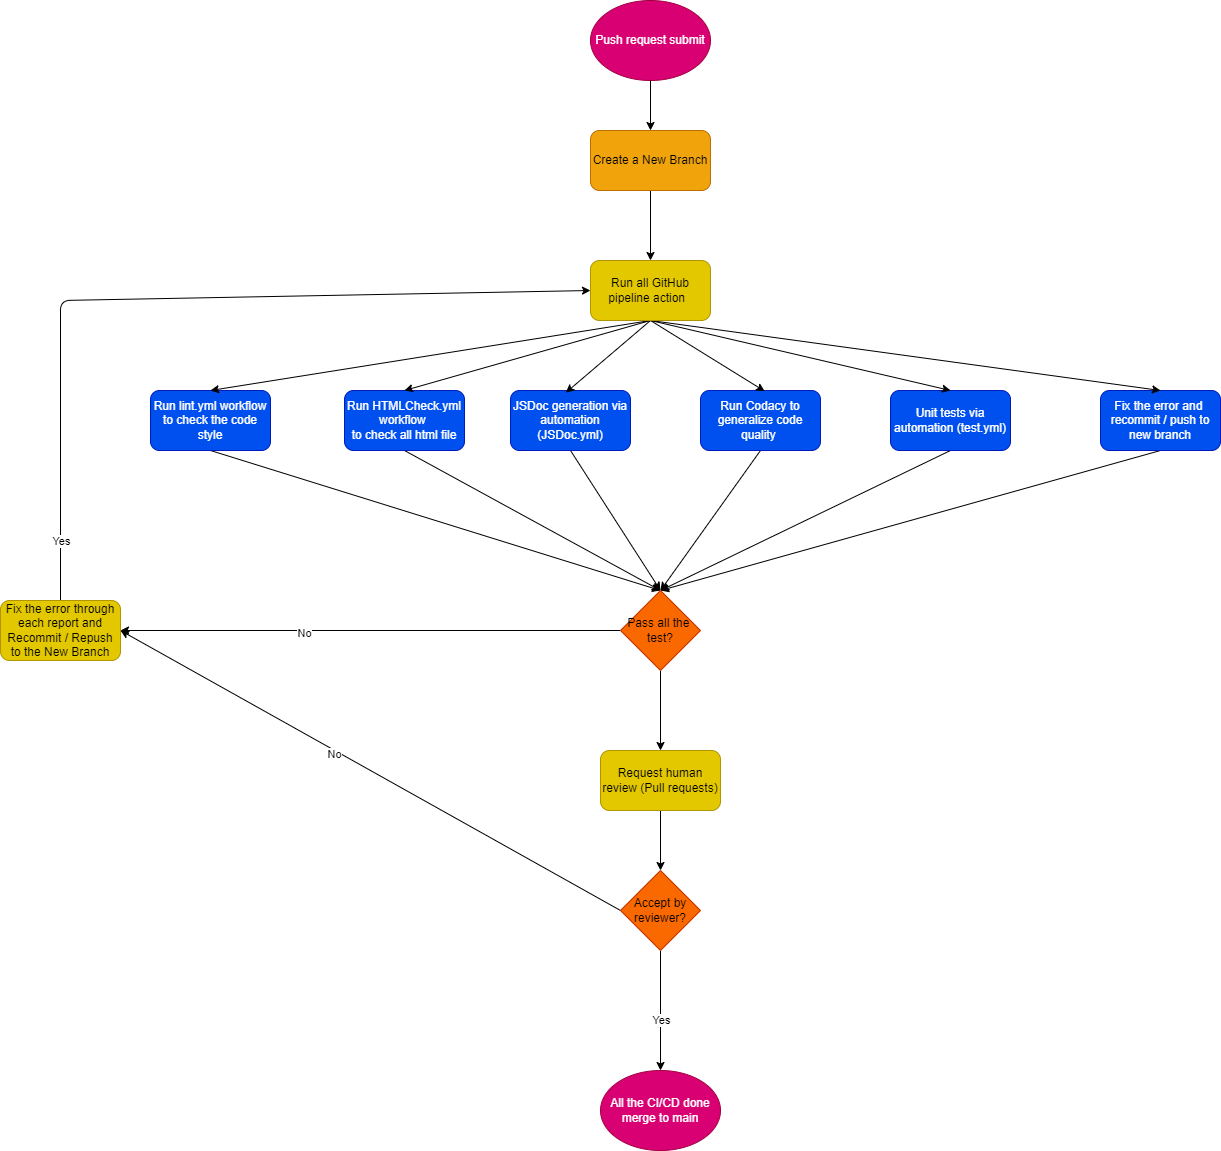 Push request submit
Create a New Branch
Run all GitHub
pipeline action
Run lint.yml workflow
to check the code
style
Run HTMLCheck.yml
workflow
to check all html file
JSDoc generation via
automation
(JSDoc.yml)
Run Codacy to
generalize code
quality
Unit tests via
automation (test.yml)
Fix the error and
recommit / push to
new branch
Yes
Fix the error through
each report and
Recommit / Repush
to the New Branch
No
Pass all the
test?
No
Request human
review (Pull requests)
Accept by
reviewer?
Yes
All the CI/CD done
merge to main